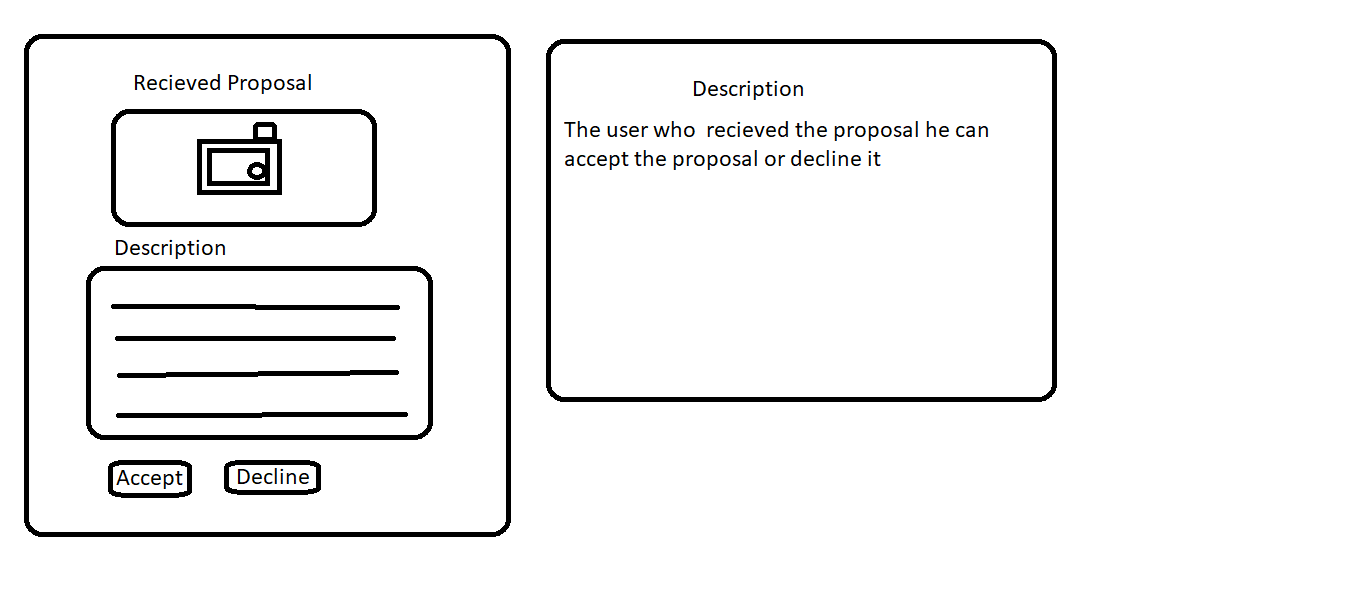 Recieved Proposal
Description
Accept
Decline
Description
The user who  recieved the proposal he can
accept the proposal or decline it